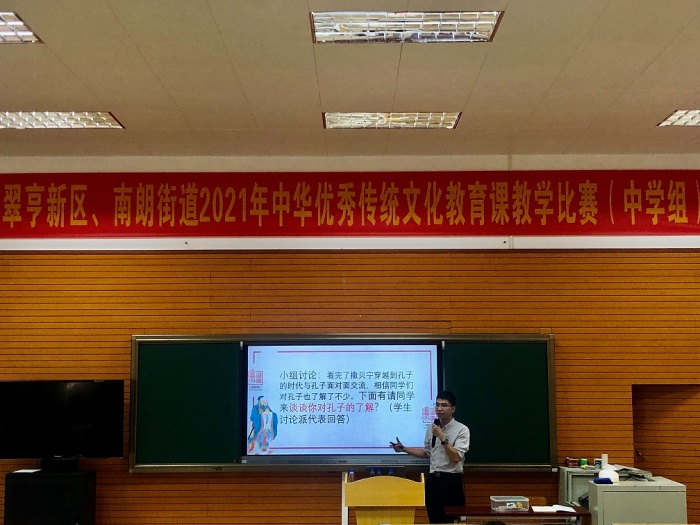 翠亨新区、南朗街道2021年中华优秀传统文化教育课教学比赛（中学组）
小组讨论：看完了撒贝宁穿越到孔子
的时代与孔子面对面交流，相信同学们
对孔子也了解了不少。下面有请同学
来谈谈你对孔子的了解？（学生
讨论派代表回答）